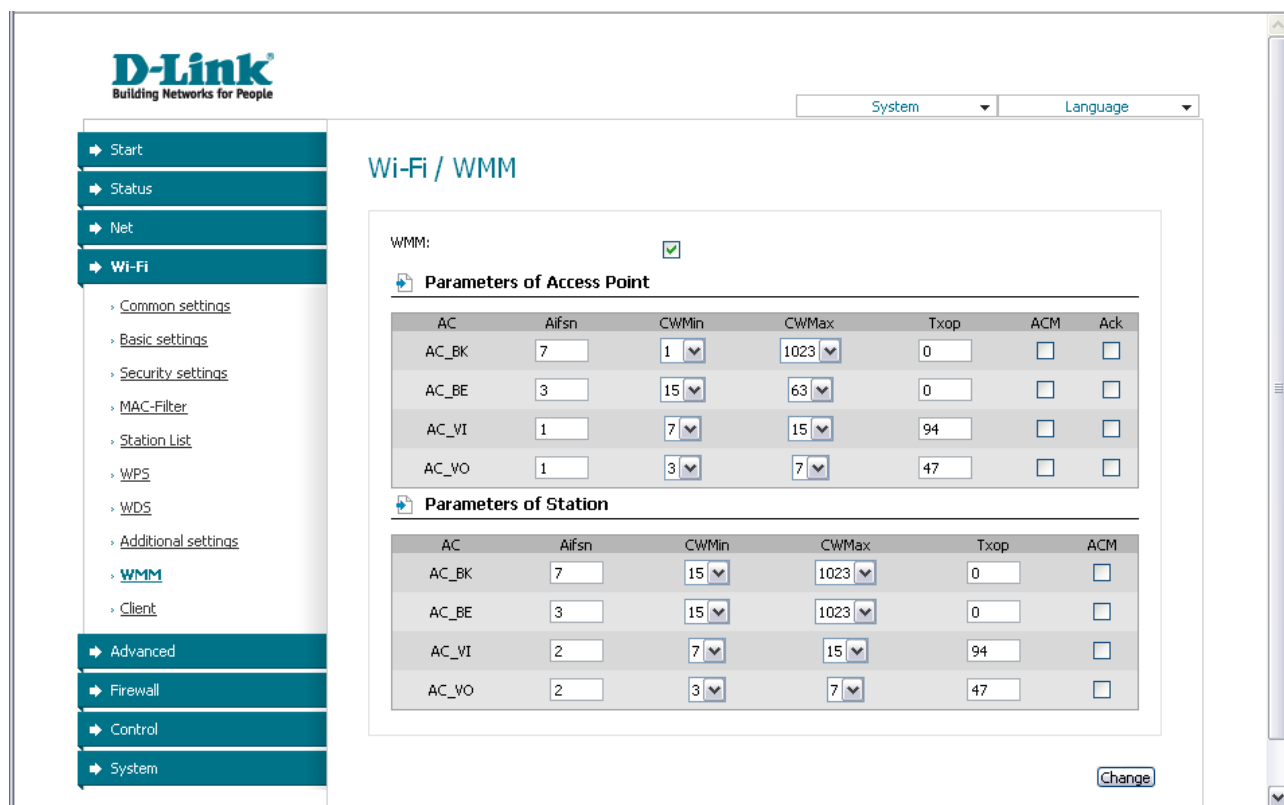 D-Link
Building Networks for People
System Language
Start
Status
Net
Wi-Fi
Common settings
Basic settings
Security settings
MAC-Filter
Station List
WPS
WDS
Additional settings
WMM
Client
Advanced
Firewall
Control
System
Wi-Fi / WMM
WMM:
Parameters of Access Point
AC Aifsn CWMin CWMax Txop ACM Ack
AC_BK 7 1 1023 0
AC_BE 3 15 63 0
AC_VI 1 7 15 94
AC_VO 1 3 7 47
Parameters of Station
AC Aifsn CWMin CWMax Txop ACM
AC_BK 7 15 1023 0
AC_BE 3 15 1023 0
AC_VI 2 7 15 94
AC_VO 2 3 7 47
Change